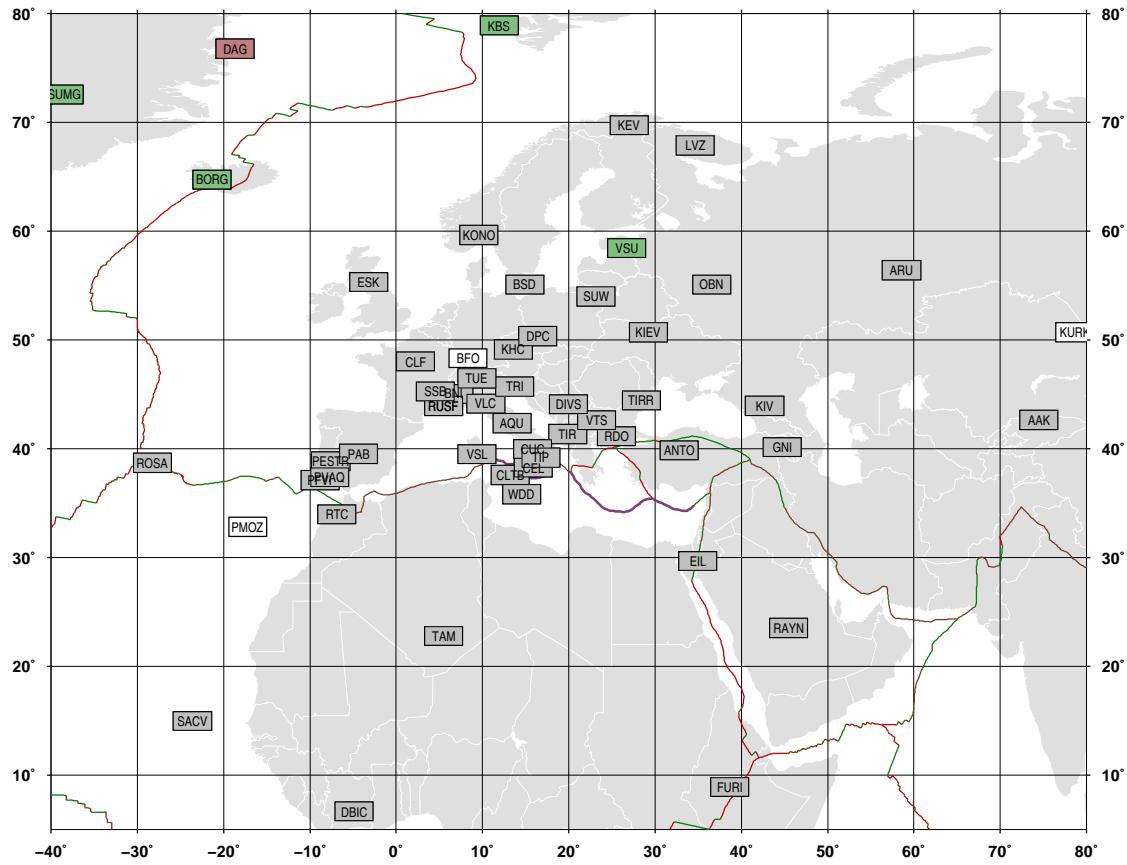 80˚ 80˚
KBS
DAG
SUMG
70˚ 70˚
KEV
LVZ
BORG
60˚ KONO 60˚
VSU
ARU
ESK BSD OBN
SUW
50˚ DPC KIEV KURK 50˚
KHC
CLF BFO
TUE
SSB TRI
RUSF VLC DIVS TIRR KIV
AQU VTS AAK
TIR RDO
40˚ PAB VSL CUC ANTO GNI 40˚
ROSA PESTR TIP
PVAQ CLTB CEL
WDD
RTC
PMOZ
30˚ EIL 30˚
TAM RAYN
20˚ 20˚
SACV
10˚ FURI 10˚
DBIC
−40 −30 −20 −10 0 10 20 30 40 50 60 70 80